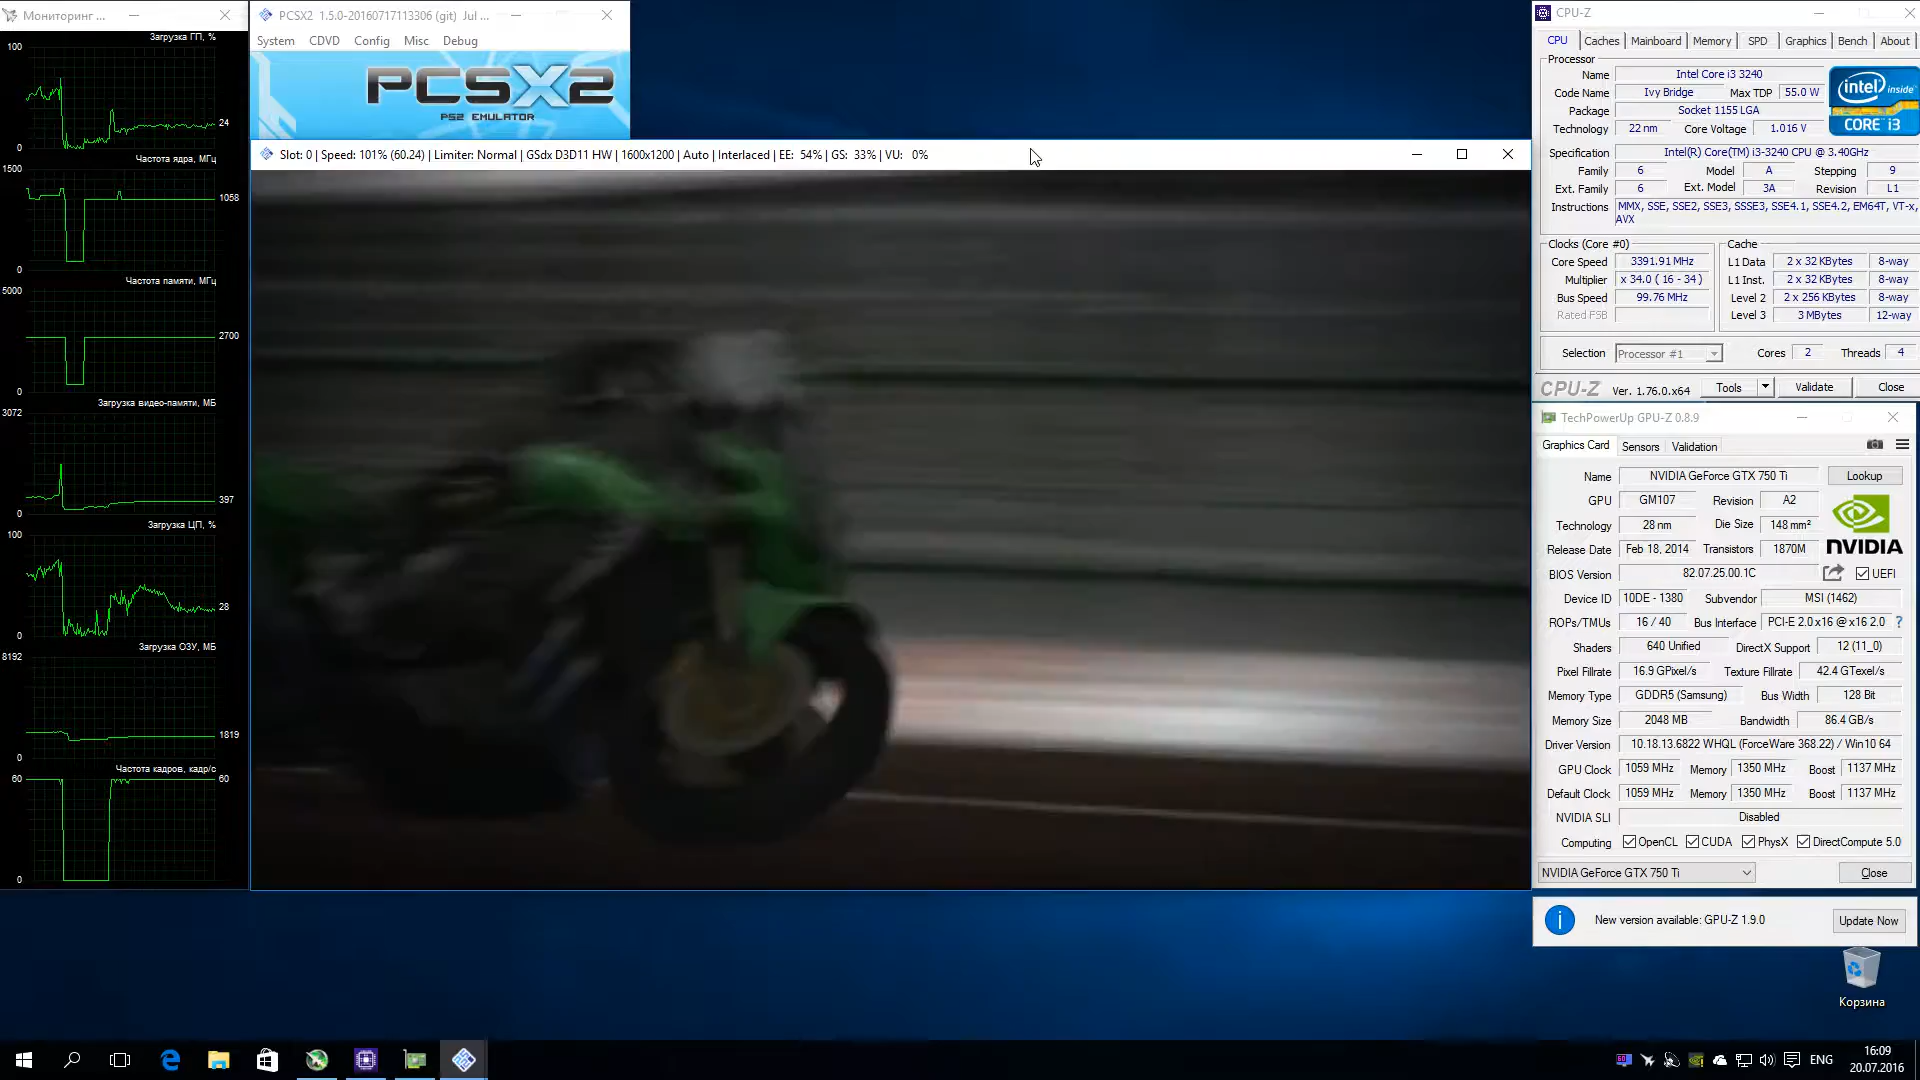 Мониторинг ...
Загрузка ГП, %
100
24
0
Частота ядра, МГц
1500
1058
0
Частота памяти, МГц
5000
2700
0
Загрузка видео-памяти, МБ
3072
397
0
Загрузка ЦП, %
100
28
0
Загрузка ОЗУ, МБ
8192
1819
0
Частота кадров, кадр/с
60
60
0
PCSX2 1.5.0-20160717113306 (git) Jul ...
System CDVD Config Misc Debug
PCSX2
PS2 EMULATOR
Slot: 0 | Speed: 101% (60.24) | Limiter: Normal | GSdx D3D11 HW | 1600x1200 | Auto | Interlaced | EE: 54% | GS: 33% | VU: 0%
CPU-Z
CPU Caches Mainboard Memory SPD Graphics Bench About
Processor
Name Intel Core i3 3240
Code Name Ivy Bridge Max TDP 55.0 W
Package Socket 1155 LGA
Technology 22 nm Core Voltage 1.016 V
intel inside
CORE i3
Specification Intel(R) Core(TM) i3-3240 CPU @ 3.40GHz
Family 6 Model A Stepping 9
Ext. Family 6 Ext. Model 3A Revision L1
Instructions MMX, SSE, SSE2, SSE3, SSSE3, SSE4.1, SSE4.2, EM64T, VT-x,
AVX
Clocks (Core #0) Cache
Core Speed 3391.91 MHz L1 Data 2 x 32 KBytes 8-way
Multiplier x 34.0 ( 16 - 34 ) L1 Inst. 2 x 32 KBytes 8-way
Bus Speed 99.76 MHz Level 2 2 x 256 KBytes 8-way
Rated FSB Level 3 3 MBytes 12-way
Selection Processor #1 Cores 2 Threads 4
CPU-Z Ver. 1.76.0.x64 Tools Validate Close
TechPowerUp GPU-Z 0.8.9
Graphics Card Sensors Validation
Name NVIDIA GeForce GTX 750 Ti Lookup
GPU GM107 Revision A2
Technology 28 nm Die Size 148 mm²
Release Date Feb 18, 2014 Transistors 1870M
NVIDIA
BIOS Version 82.07.25.00.1C UEFI
Device ID 10DE - 1380 Subvendor MSI (1462)
ROPs/TMUs 16 / 40 Bus Interface PCI-E 2.0 x16 @ x16 2.0 ?
Shaders 640 Unified DirectX Support 12 (11_0)
Pixel Fillrate 16.9 GPixel/s Texture Fillrate 42.4 GTexel/s
Memory Type GDDR5 (Samsung) Bus Width 128 Bit
Memory Size 2048 MB Bandwidth 86.4 GB/s
Driver Version 10.18.13.6822 WHQL (ForceWare 368.22) / Win10 64
GPU Clock 1059 MHz Memory 1350 MHz Boost 1137 MHz
Default Clock 1059 MHz Memory 1350 MHz Boost 1137 MHz
NVIDIA SLI Disabled
Computing OpenCL CUDA PhysX DirectCompute 5.0
NVIDIA GeForce GTX 750 Ti Close
New version available: GPU-Z 1.9.0 Update Now
Корзина
60
ENG
16:09
20.07.2016